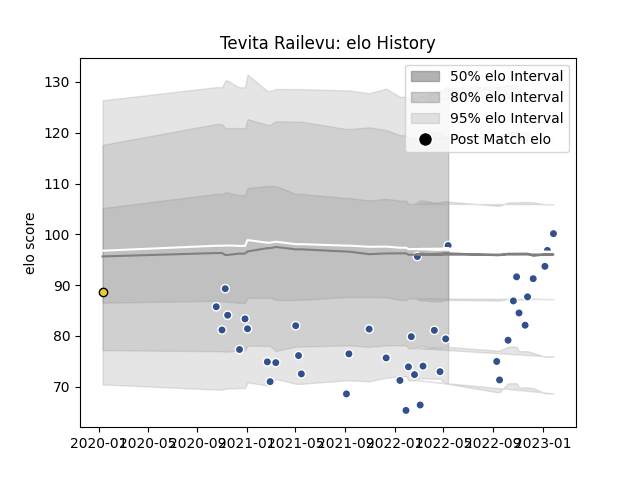 Tevita Railevu: elo History
50% elo Interval
80% elo Interval
95% elo Interval
Post Match elo
130
120
110
100
90
80
70
elo score
2020-01 2020-05 2020-09 2021-01 2021-05 2021-09 2022-01 2022-05 2022-09 2023-01